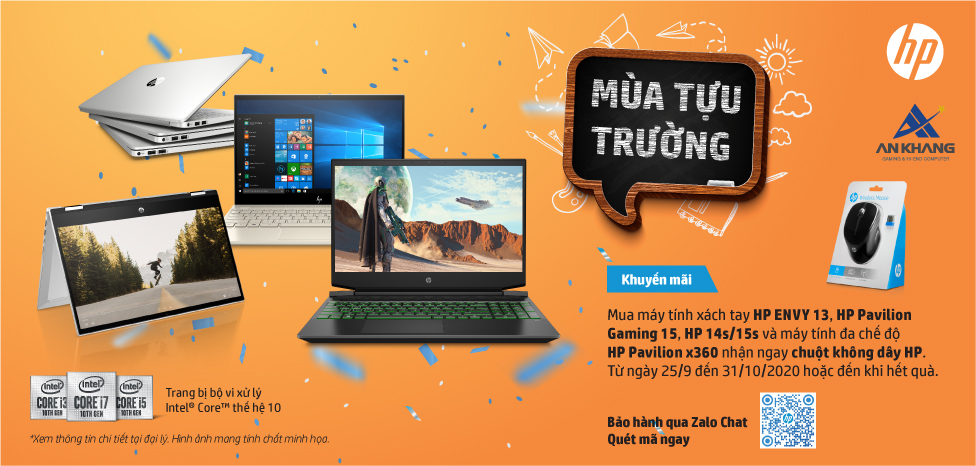 MÙA TỰU
TRƯỜNG
hp
AN KHANG
GAMING & HI-END COMPUTER
Wireless Mouse
Khuyến mãi
Mua máy tính xách tay HP ENVY 13, HP Pavilion
Gaming 15, HP 14s/15s và máy tính đa chế độ
HP Pavilion x360 nhận ngay chuột không dây HP.
Từ ngày 25/9 đến 31/10/2020 hoặc đến khi hết quà.
Bảo hành qua Zalo Chat
Quét mã ngay
intel intel intel
CORE i3 CORE i7 CORE i5
10TH GEN 10TH GEN 10TH GEN
Trang bị bộ vi xử lý
Intel® Core™ thế hệ 10
*Xem thông tin chi tiết tại đại lý. Hình ảnh mang tính chất minh họa.